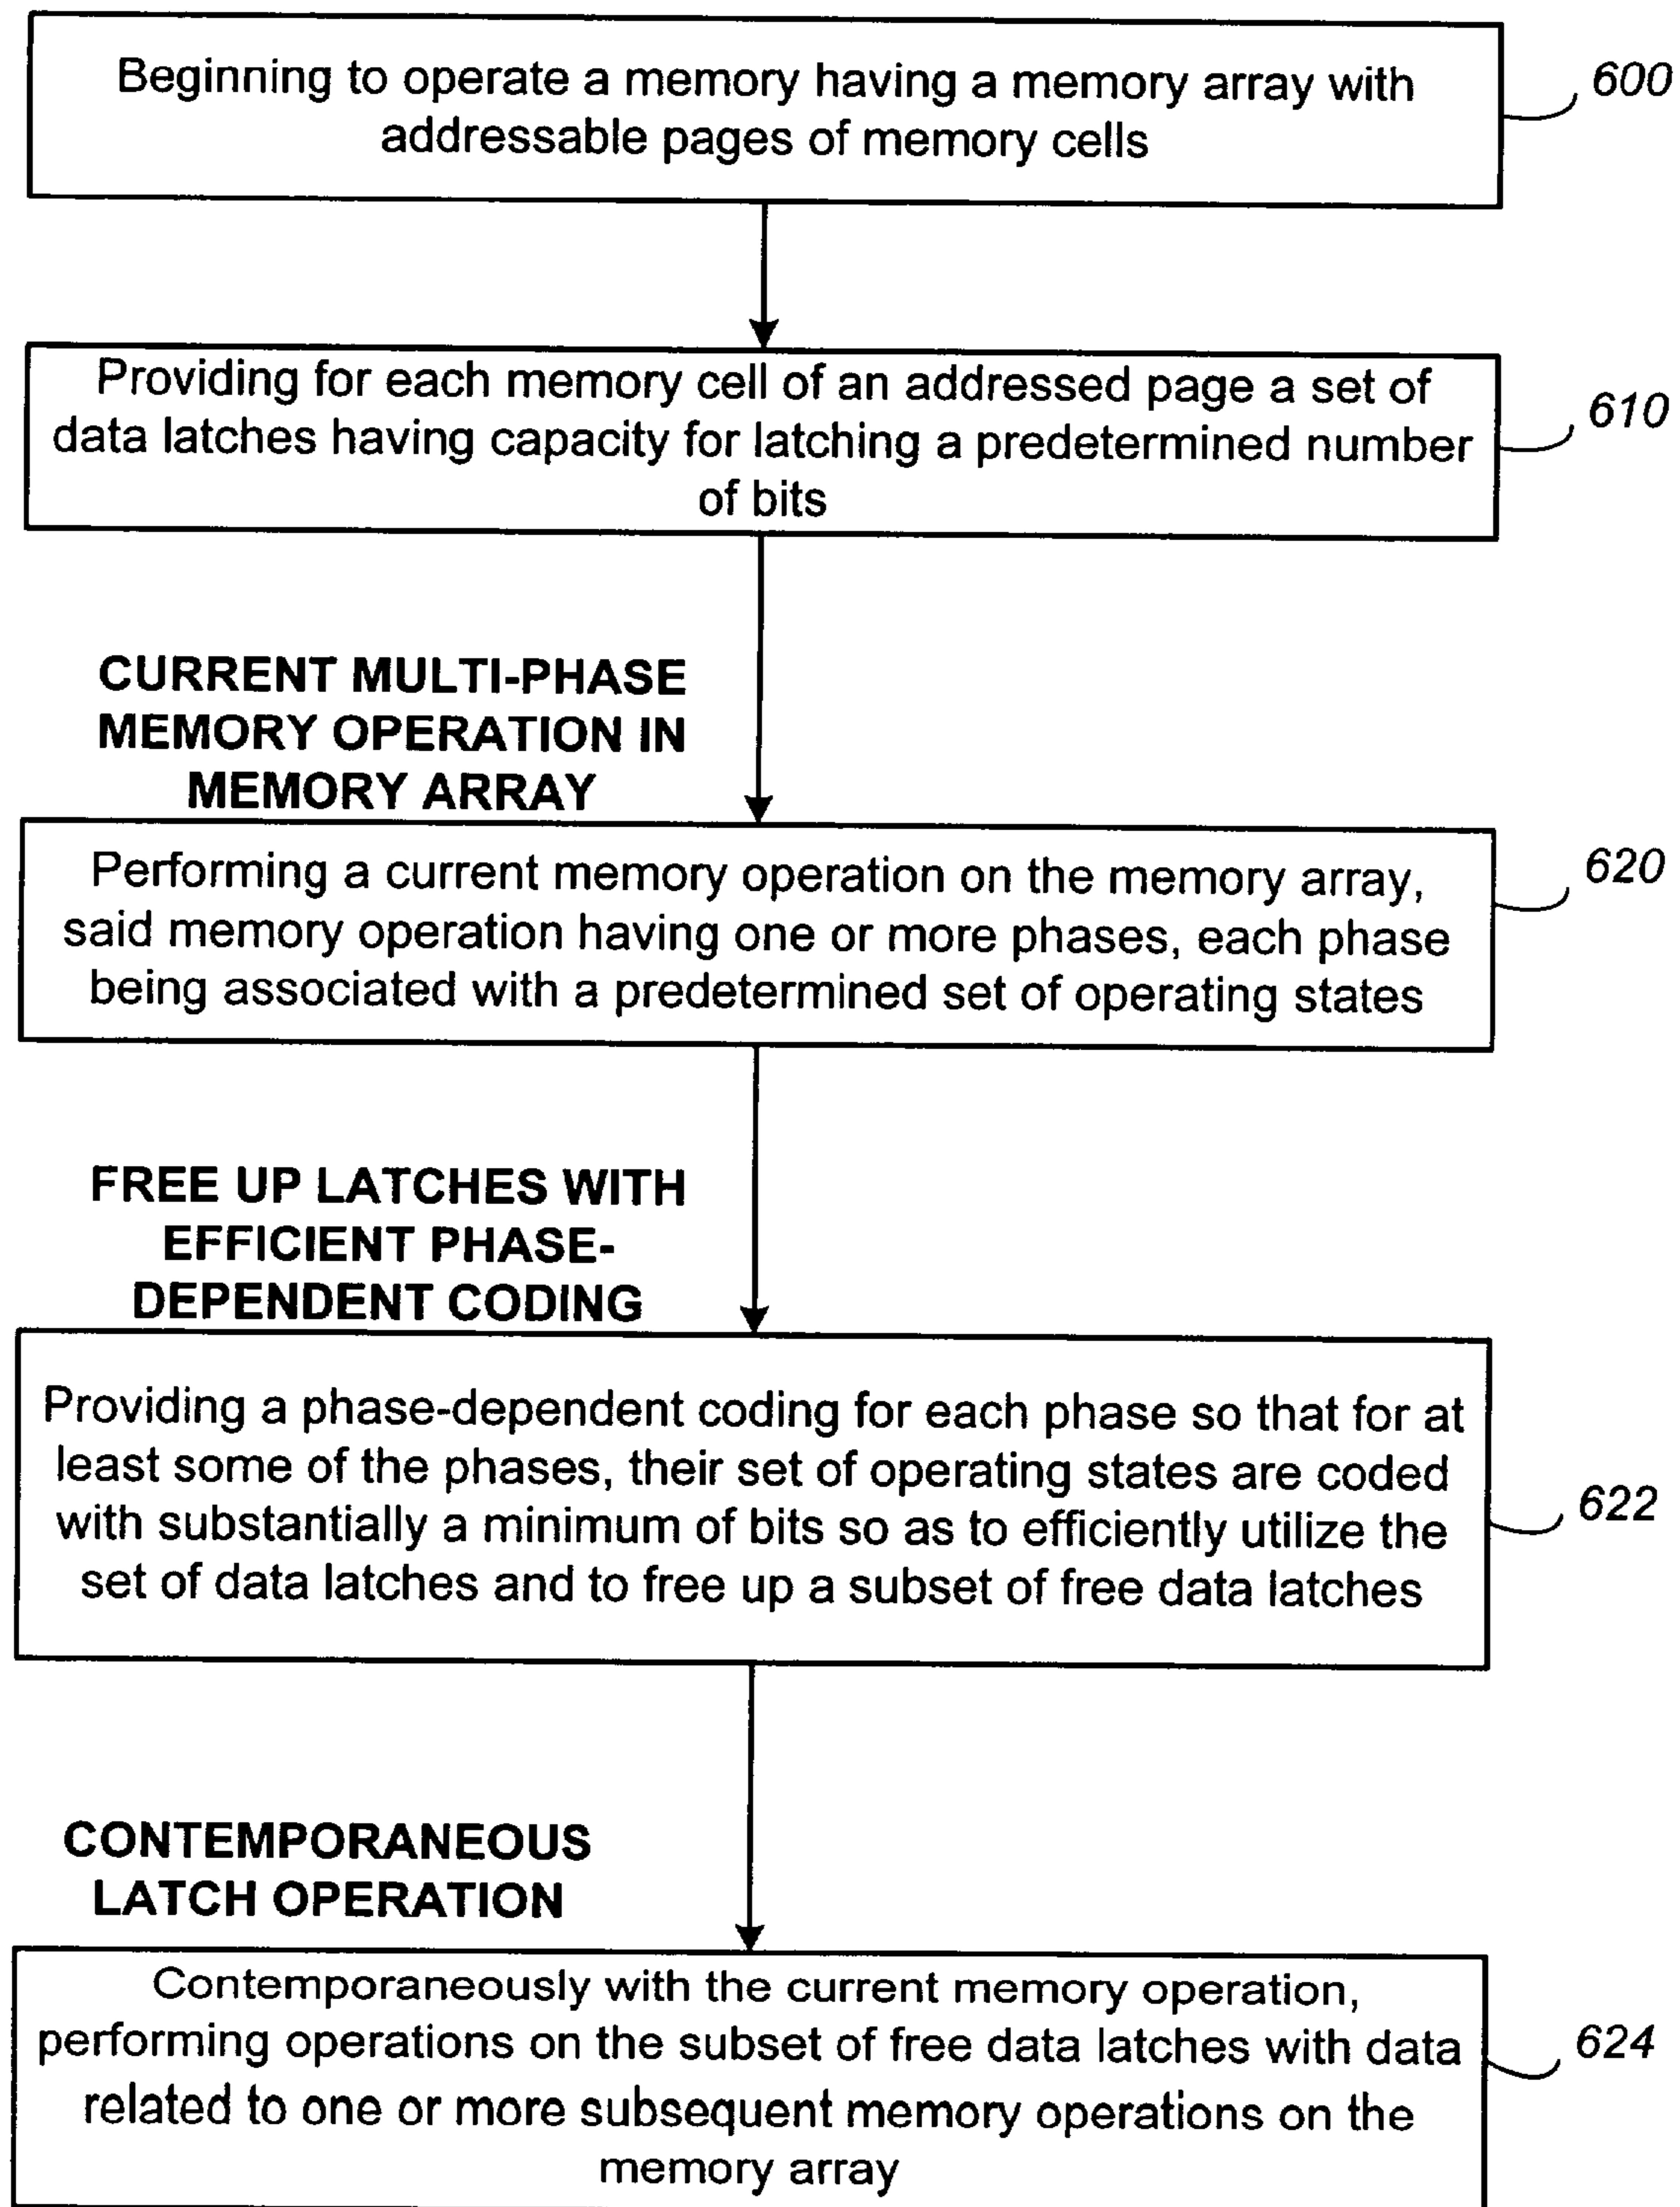 Beginning to operate a memory having a memory array with
addressable pages of memory cells
600
Providing for each memory cell of an addressed page a set of
data latches having capacity for latching a predetermined number
of bits
610
CURRENT MULTI-PHASE
MEMORY OPERATION IN
MEMORY ARRAY
Performing a current memory operation on the memory array,
said memory operation having one or more phases, each phase
being associated with a predetermined set of operating states
620
FREE UP LATCHES WITH
EFFICIENT PHASE-
DEPENDENT CODING
Providing a phase-dependent coding for each phase so that for at
least some of the phases, their set of operating states are coded
with substantially a minimum of bits so as to efficiently utilize the
set of data latches and to free up a subset of free data latches
622
CONTEMPORANEOUS
LATCH OPERATION
Contemporaneously with the current memory operation,
performing operations on the subset of free data latches with data
related to one or more subsequent memory operations on the
memory array
624